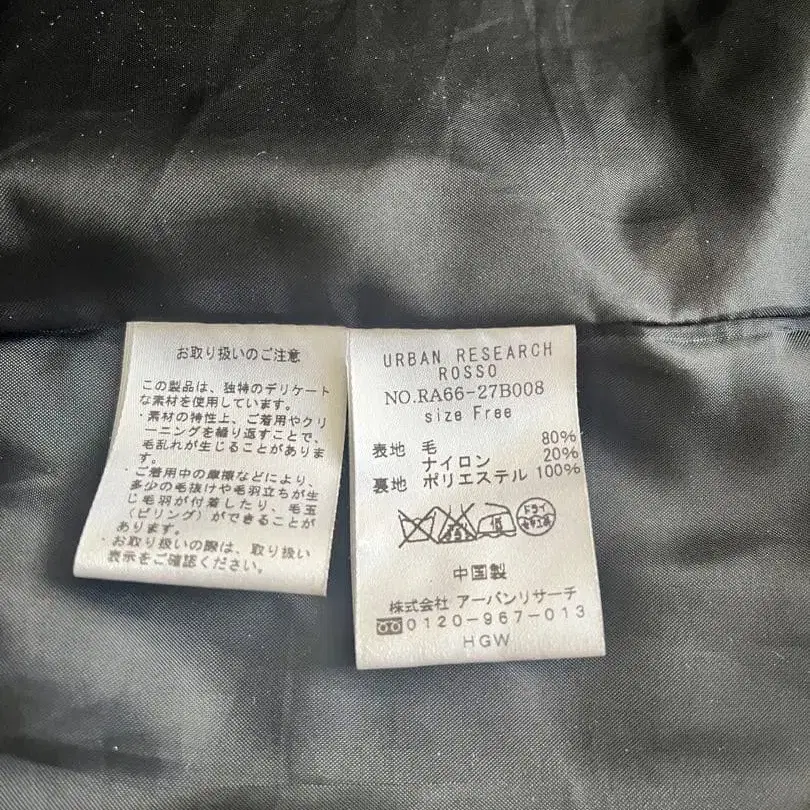 お取り扱いのご注意
この製品は、独特のデリケート
な素材を使用しています。
・素材の特性上、ご着用やクリ
ーニングを繰り返すことで、
毛乱れが生じることがありま
す。
・ご着用中の摩擦などにより、
多少の毛抜けや毛羽立ちが生
じ毛羽が付着したり、毛玉
(ピリング)ができることが
あります。
・お取り扱いの際は、取り扱い
表示をご確認ください。
URBAN RESEARCH
ROSSO
NO.RA66-27B008
size Free
表地 毛 80%
ナイロン 20%
裏地 ポリエステル 100%
ドライ
中国製
株式会社 アーバンリサーチ
0120-967-013
HGW